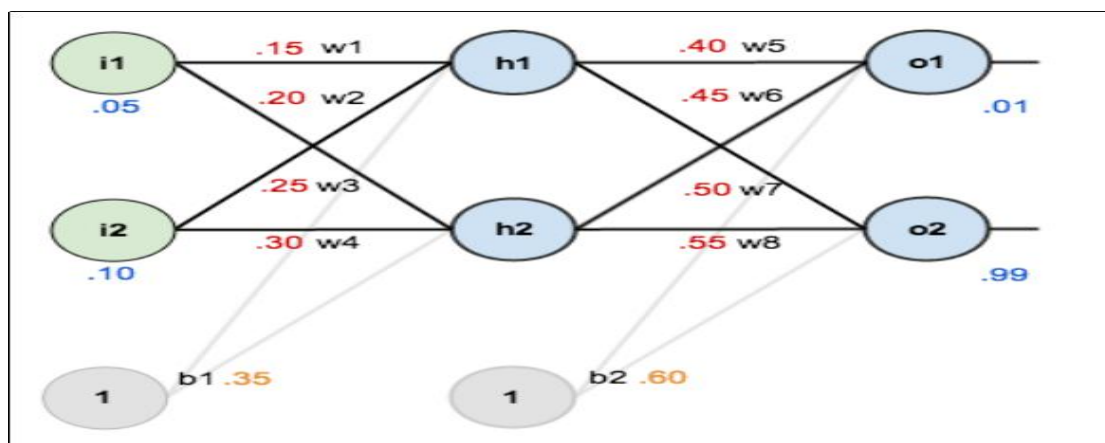 i1 .15 w1 h1 .40 w5 o1
.05 .20 w2 .45 w6 .01
.25 w3 .50 w7
i2 .30 w4 h2 .55 w8 o2
.10 .99
1 b1 .35 1 b2 .60